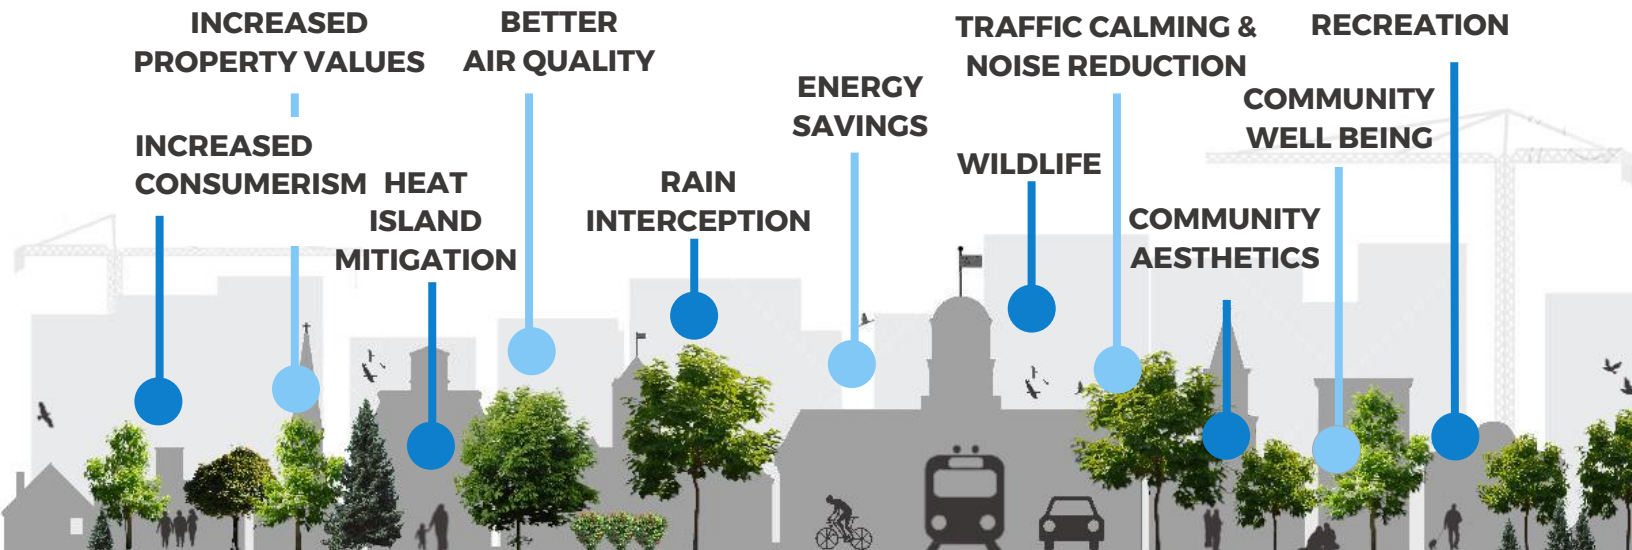 INCREASED
PROPERTY VALUES
BETTER
AIR QUALITY
TRAFFIC CALMING &
NOISE REDUCTION
RECREATION
ENERGY
SAVINGS
COMMUNITY
WELL BEING
INCREASED
CONSUMERISM
HEAT
ISLAND
MITIGATION
RAIN
INTERCEPTION
WILDLIFE
COMMUNITY
AESTHETICS